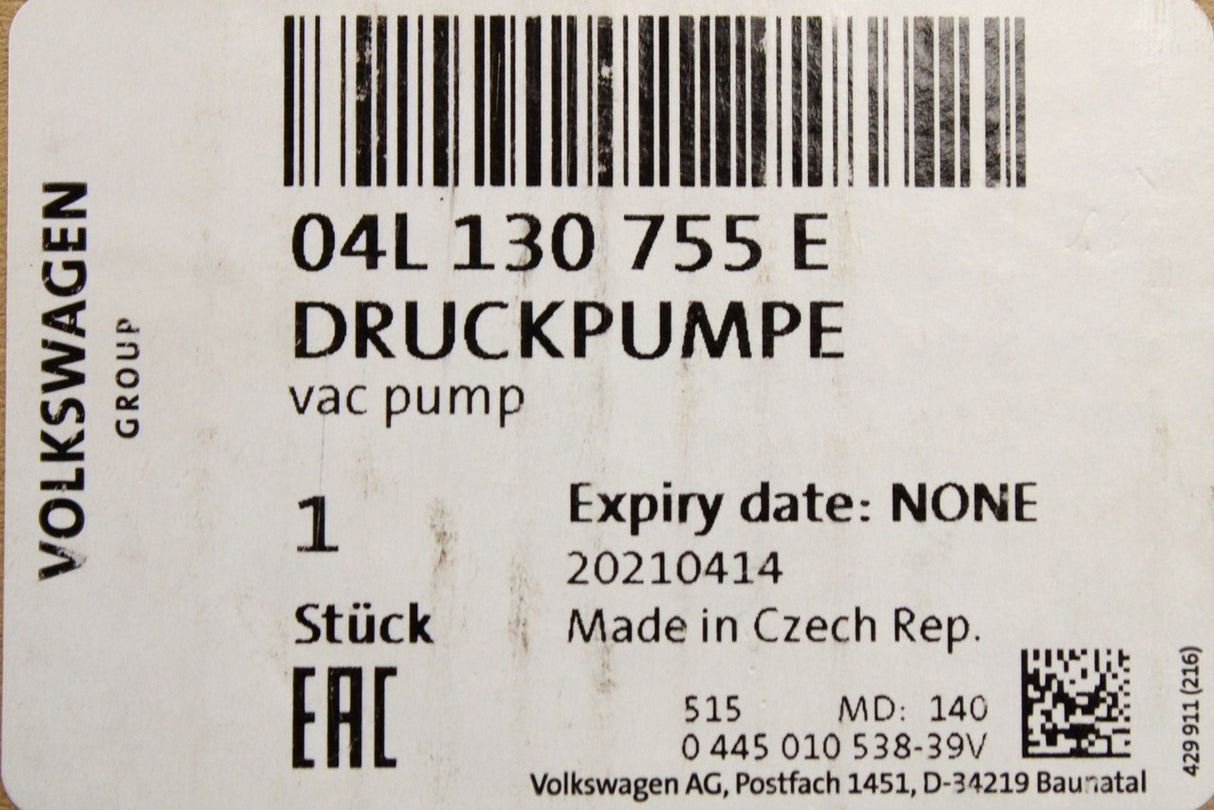 VOLKSWAGEN
GROUP
04L 130 755 E
DRUCKPUMPE
vac pump
1
Stück
EAC
Expiry date: NONE
20210414
Made in Czech Rep.
515 MD: 140
0 445 010 538-39V
Volkswagen AG, Postfach 1451, D-34219 Baunatal
429 911 (216)